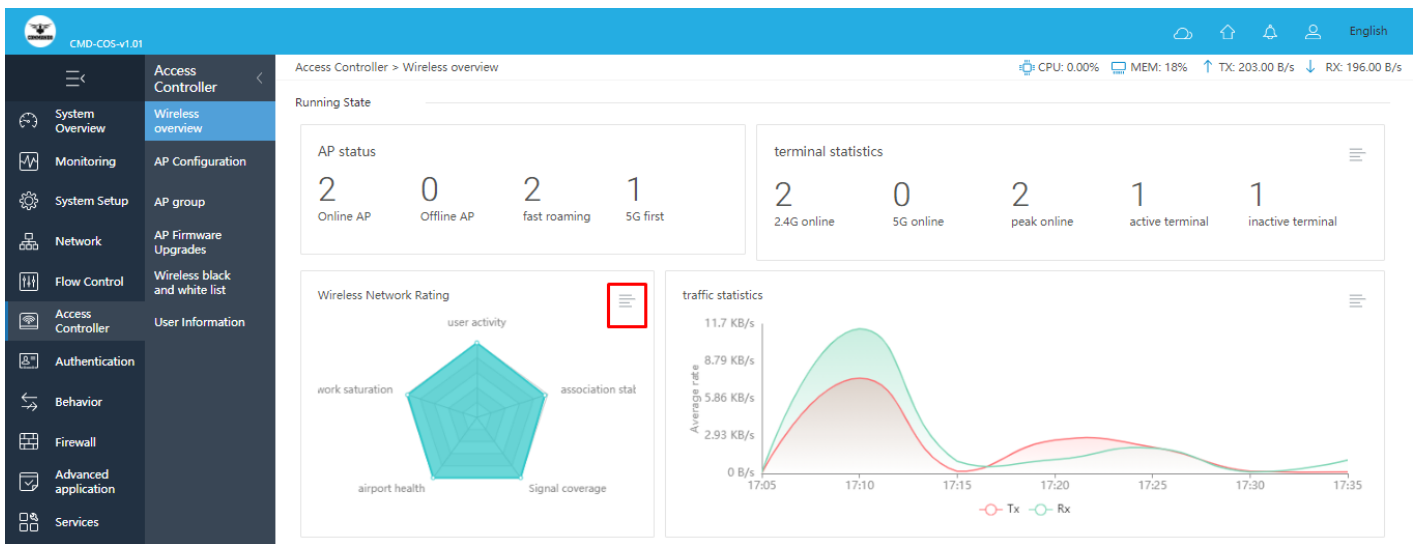 CMD-COS-v1.01
English
Access Controller
Access Controller > Wireless overview
CPU: 0.00%
MEM: 18%
TX: 203.00 B/s
RX: 196.00 B/s
System Overview
Monitoring
System Setup
Network
Flow Control
Access Controller
Authentication
Behavior
Firewall
Advanced application
Services
Wireless overview
AP Configuration
AP group
AP Firmware Upgrades
Wireless black and white list
User Information
Running State
AP status
2
0
2
1
Online AP
Offline AP
fast roaming
5G first
terminal statistics
2
0
2
1
1
2.4G online
5G online
peak online
active terminal
inactive terminal
Wireless Network Rating
user activity
work saturation
association stat
airport health
Signal coverage
traffic statistics
11.7 KB/s
8.79 KB/s
5.86 KB/s
2.93 KB/s
0 B/s
Average rate
17:05
17:10
17:15
17:20
17:25
17:30
17:35
Tx
Rx